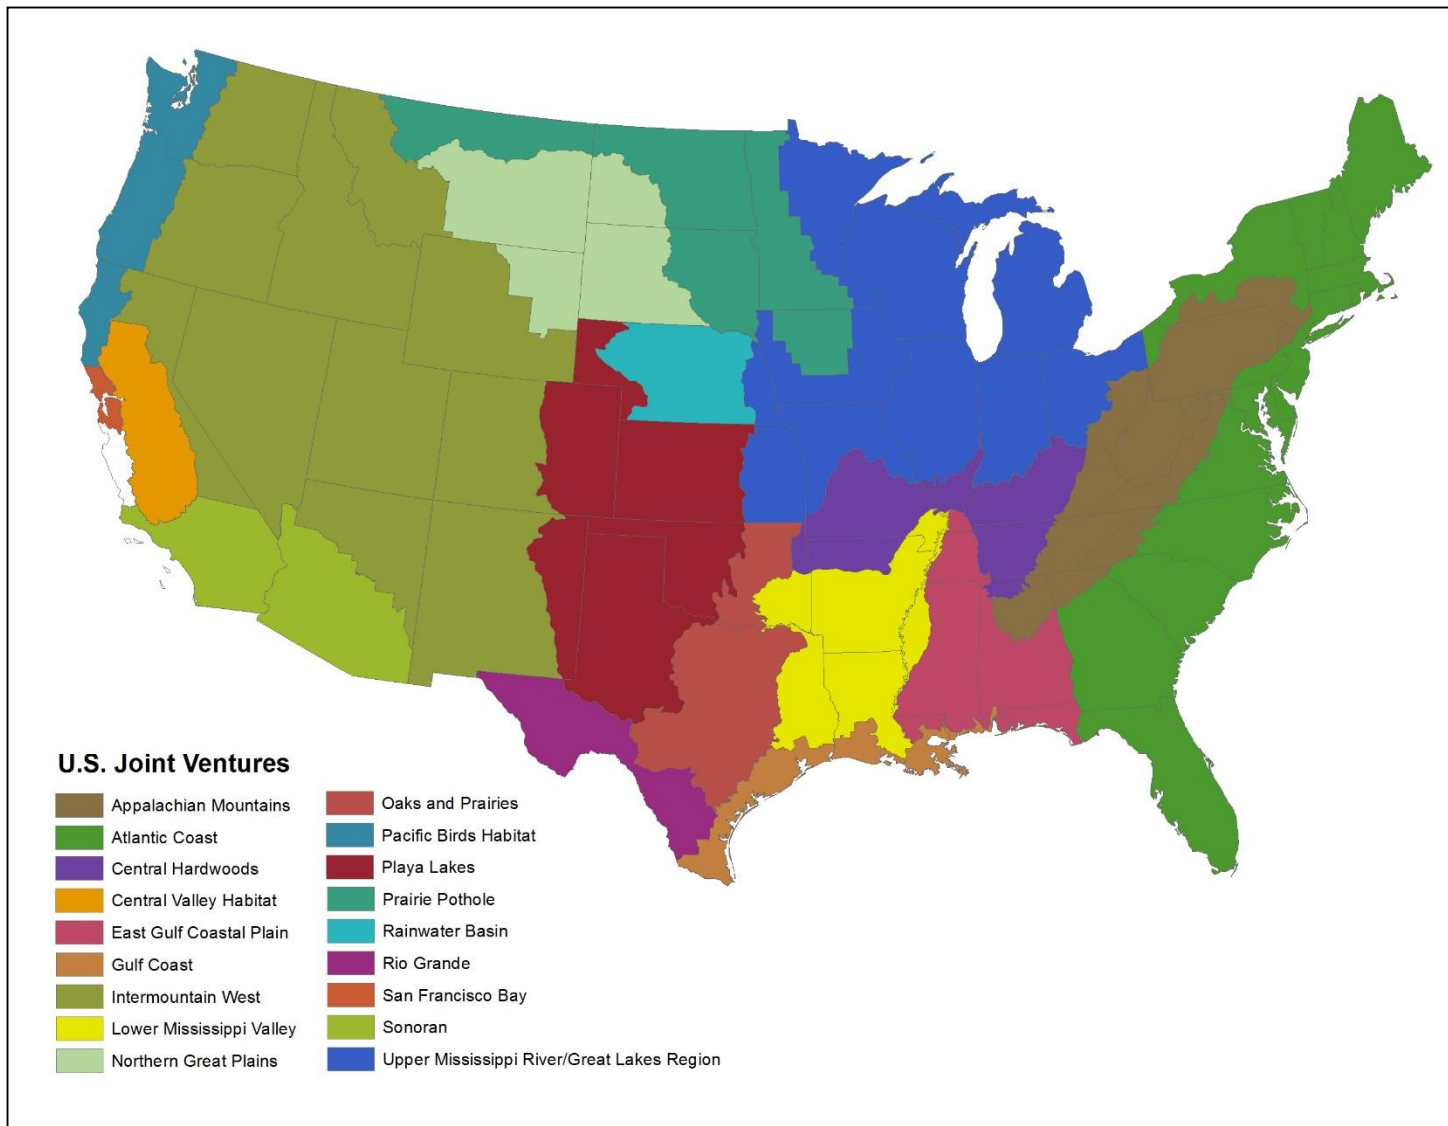 U.S. Joint Ventures
Appalachian Mountains
Atlantic Coast
Central Hardwoods
Central Valley Habitat
East Gulf Coastal Plain
Gulf Coast
Intermountain West
Lower Mississippi Valley
Northern Great Plains
Oaks and Prairies
Pacific Birds Habitat
Playa Lakes
Prairie Pothole
Rainwater Basin
Rio Grande
San Francisco Bay
Sonoran
Upper Mississippi River/Great Lakes Region